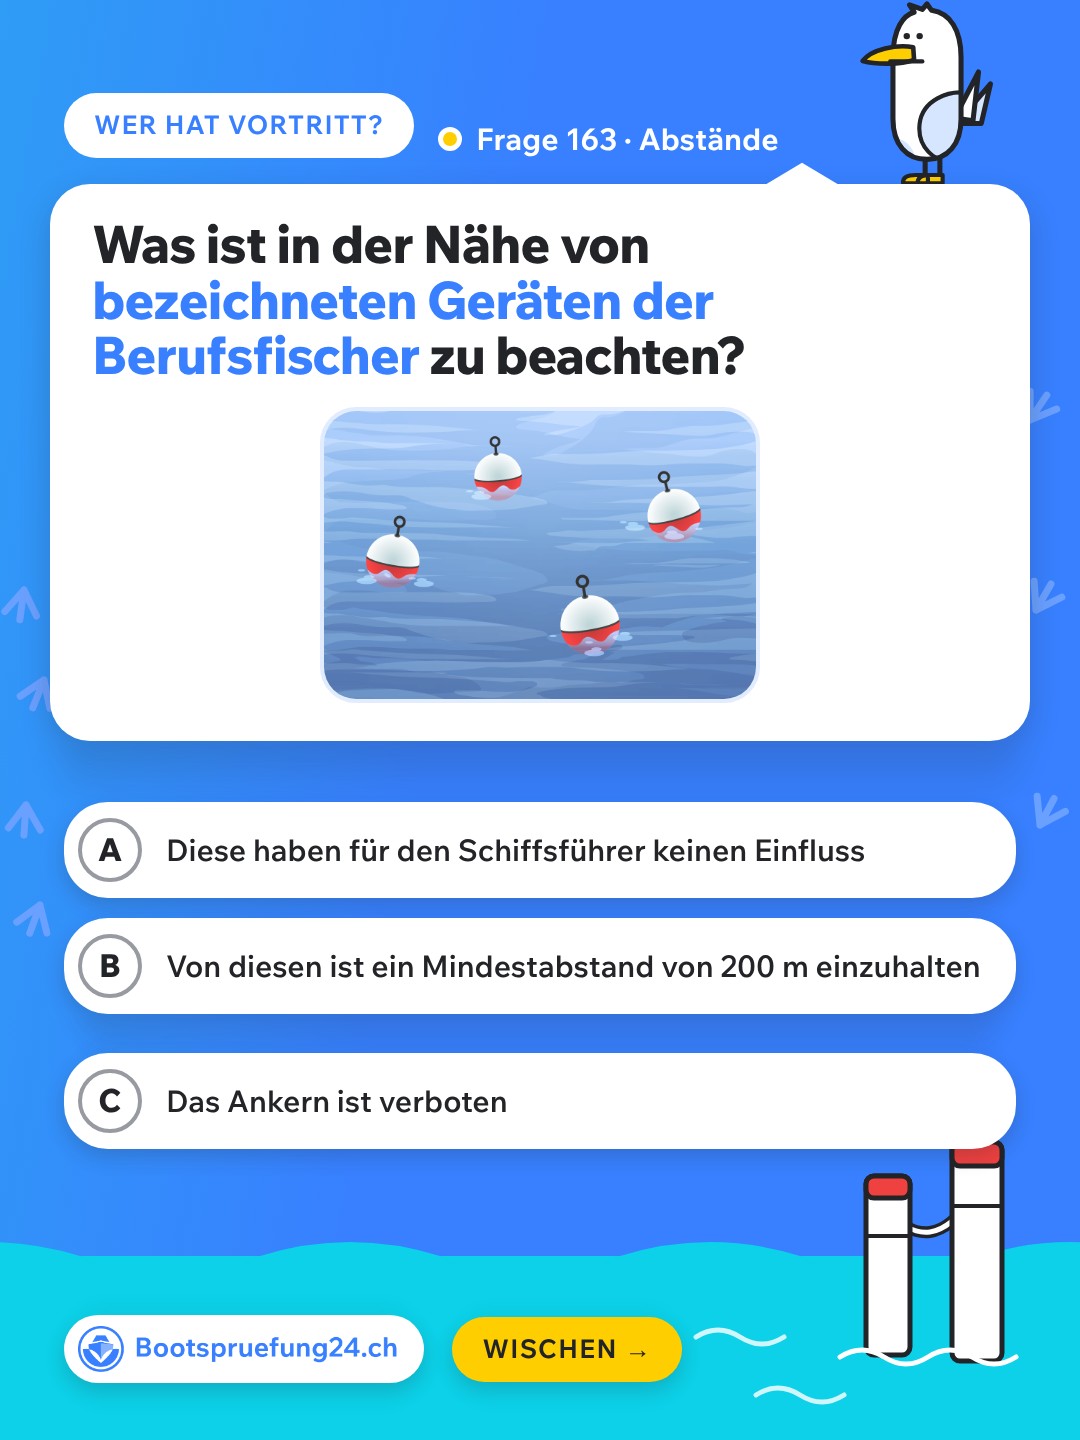 WER HAT VORTRITT?
Frage 163 · Abstände
Was ist in der Nähe von
bezeichneten Geräten der
Berufsfischer zu beachten?
A Diese haben für den Schiffsführer keinen Einfluss
B Von diesen ist ein Mindestabstand von 200 m einzuhalten
C Das Ankern ist verboten
Bootspruefung24.ch
WISCHEN →